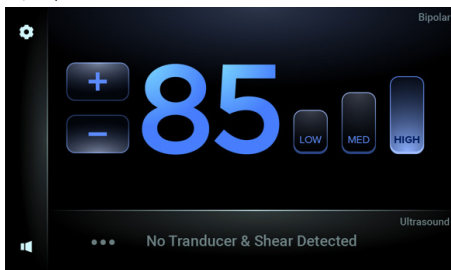 Bipolar
+
85
LOW MED HIGH
−
Ultrasound
••• No Tranducer & Shear Detected